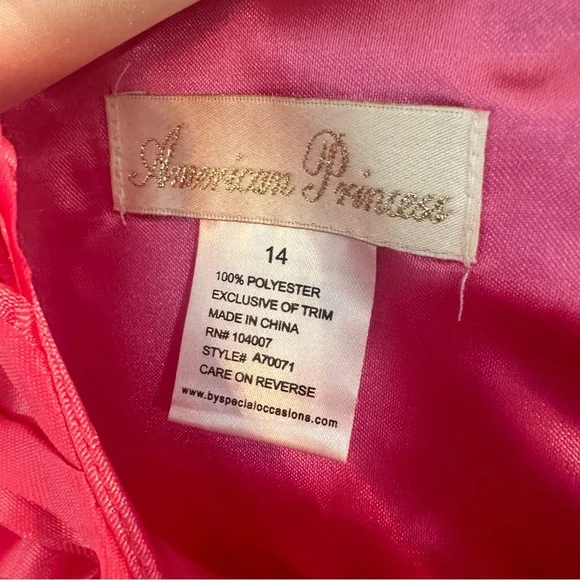 American Princess
14
100% POLYESTER
EXCLUSIVE OF TRIM
MADE IN CHINA
RN# 104007
STYLE# A70071
CARE ON REVERSE
www.byspecialoccasions.com